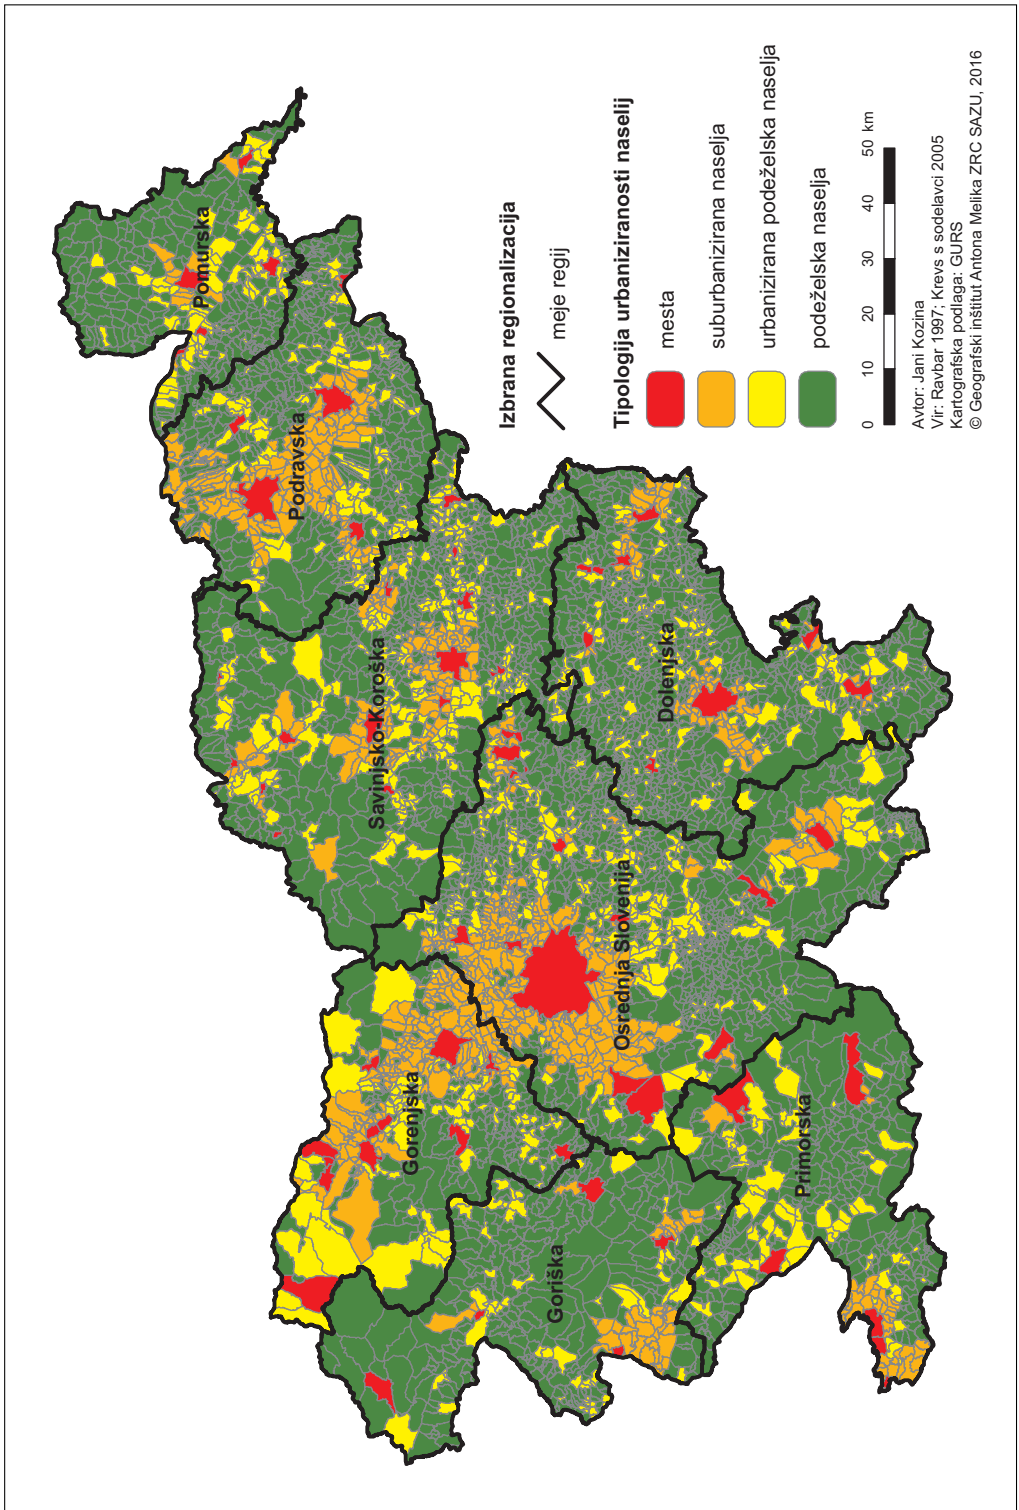 Pomurska
Podravska
Savinjsko-Koroška
Gorenjska
Osrednja Slovenija
Dolenjska
Goriška
Primorska
Izbrana regionalizacija
meje regij
Tipologija urbaniziranosti naselij
mesta
suburbanizirana naselja
urbanizirana podeželska naselja
podeželska naselja
0 10 20 30 40 50 km
Avtor: Jani Kozina
Vir: Ravbar 1997; Krevs s sodelavci 2005
Kartografska podlaga: GURS
© Geografski inštitut Antona Melika ZRC SAZU, 2016